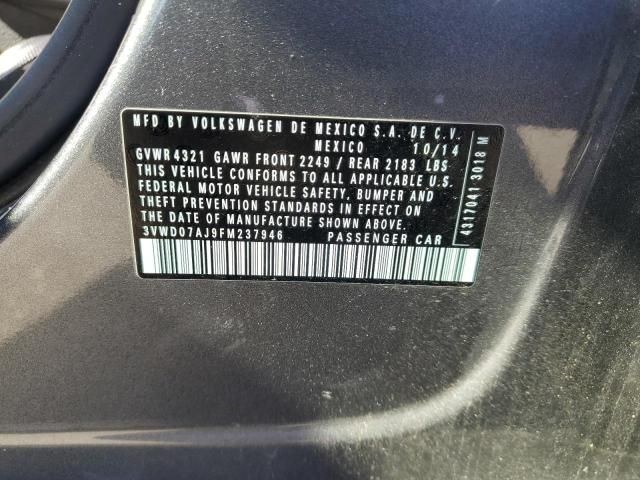 MFD BY VOLKSWAGEN DE MEXICO S.A. DE C.V.
MEXICO 10/14
GVWR 4321 GAWR FRONT 2249 / REAR 2183 LBS
THIS VEHICLE CONFORMS TO ALL APPLICABLE U.S.
FEDERAL MOTOR VEHICLE SAFETY, BUMPER AND
THEFT PREVENTION STANDARDS IN EFFECT ON
THE DATE OF MANUFACTURE SHOWN ABOVE.
3VWD07AJ9FM237946 PASSENGER CAR
4317041 3018 M